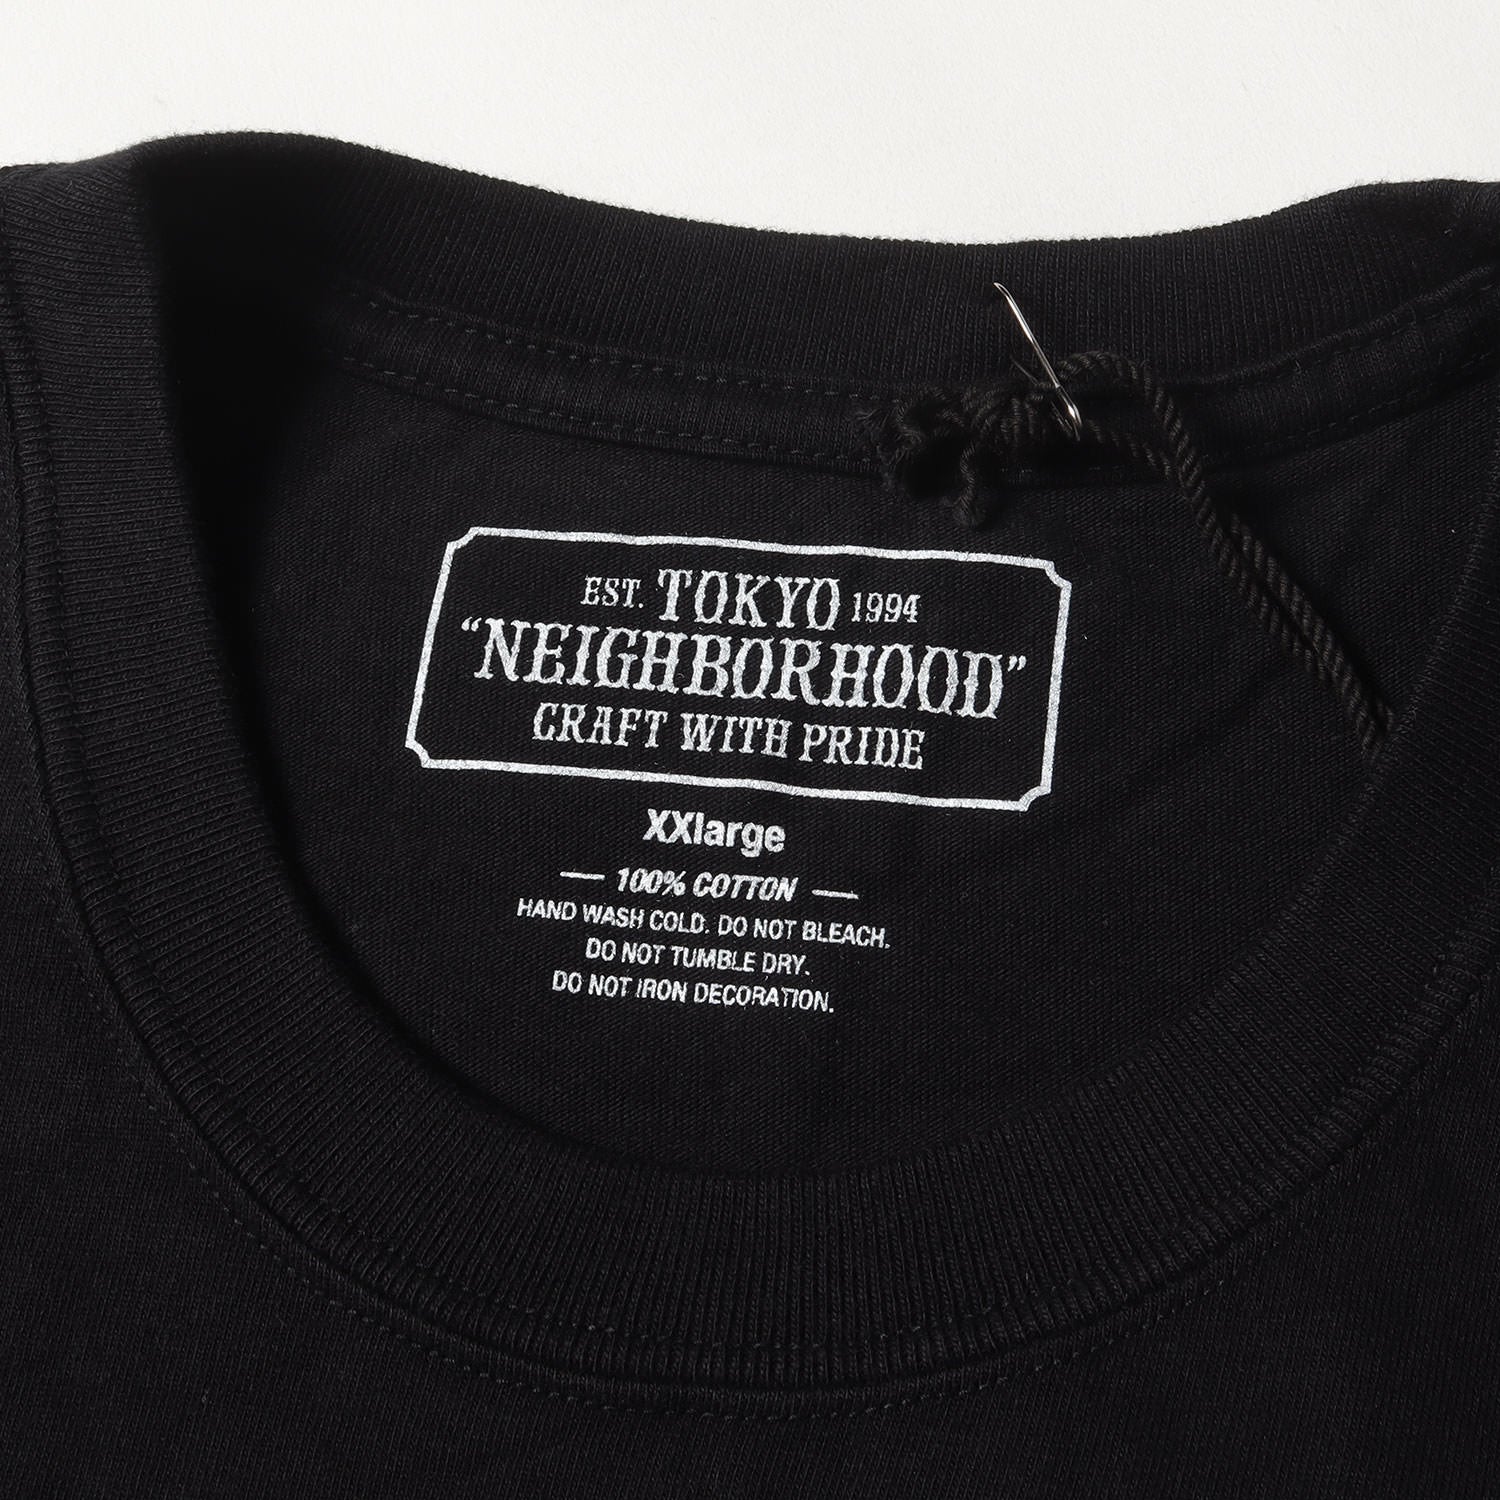 EST. TOKYO 1994
“NEIGHBORHOOD”
CRAFT WITH PRIDE
XXlarge
— 100% COTTON —
HAND WASH COLD. DO NOT BLEACH.
DO NOT TUMBLE DRY.
DO NOT IRON DECORATION.